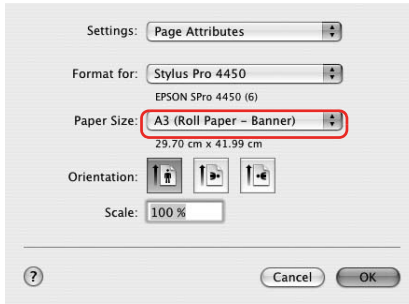 Settings: Page Attributes
Format for: Stylus Pro 4450
EPSON SPro 4450 (6)
Paper Size: A3 (Roll Paper – Banner)
29.70 cm x 41.99 cm
Orientation:
Scale: 100 %
? Cancel OK